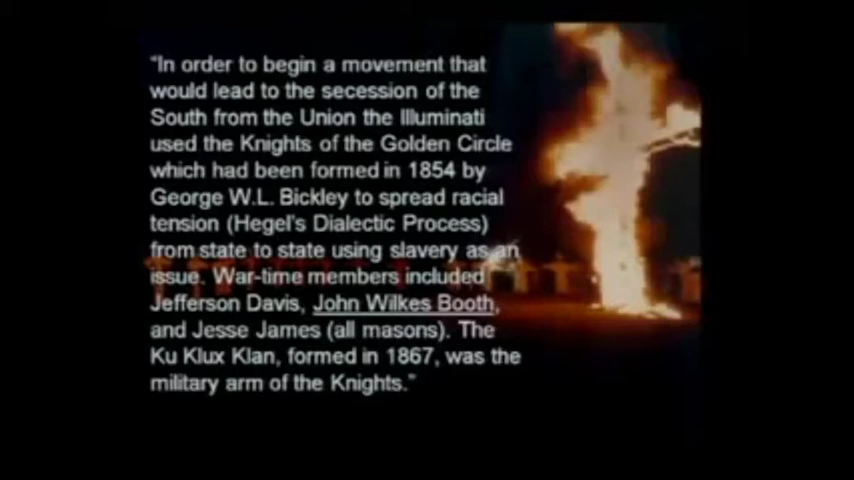 “In order to begin a movement that
would lead to the secession of the
South from the Union the Illuminati
used the Knights of the Golden Circle
which had been formed in 1854 by
George W.L. Bickley to spread racial
tension (Hegel’s Dialectic Process)
from state to state using slavery as an
issue. War-time members included
Jefferson Davis, John Wilkes Booth,
and Jesse James (all masons). The
Ku Klux Klan, formed in 1867, was the
military arm of the Knights.”